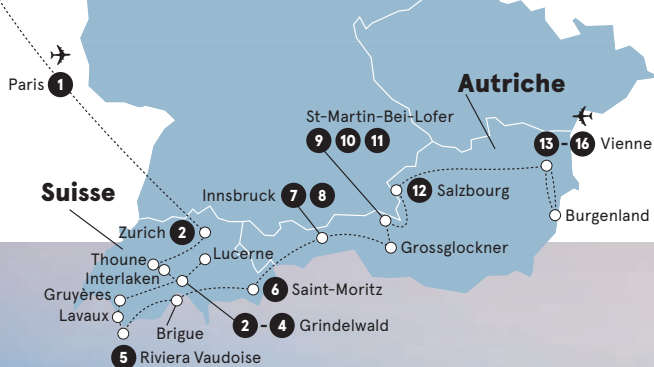 Paris 1
Autriche
St-Martin-Bei-Lofer
9 10 11
13 - 16 Vienne
Suisse
Innsbruck 7 8
12 Salzbourg
Burgenland
Zurich 2
Grossglockner
Lucerne
Thoune
Interlaken
6 Saint-Moritz
Gruyères
Lavaux
2 - 4 Grindelwald
Brigue
5 Riviera Vaudoise